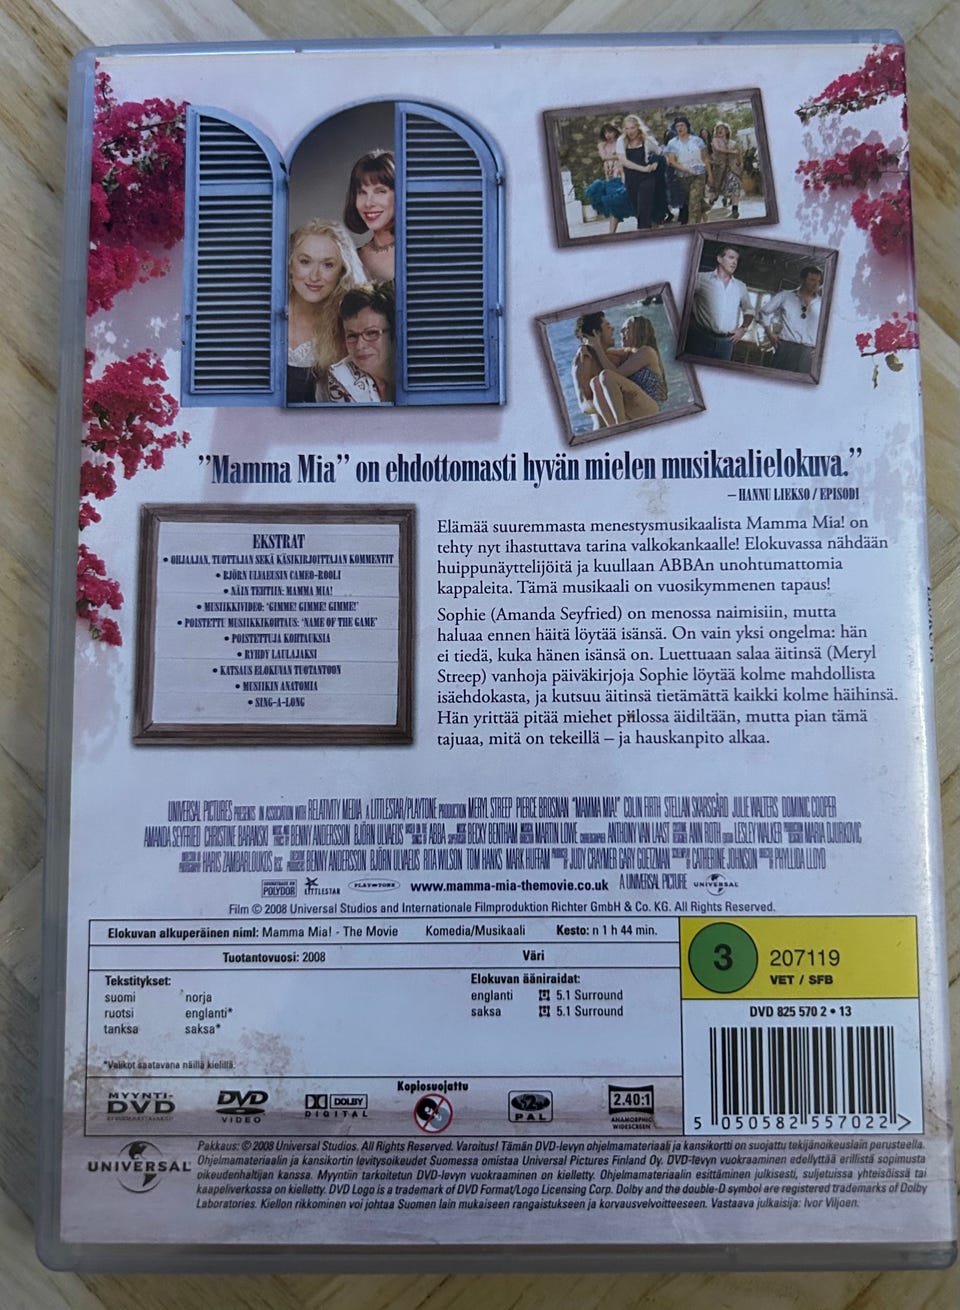 ”Mamma Mia” on ehdottomasti hyvän mielen musikaalielokuva.”
– HANNU LIEKSO / EPISODI
EKSTRAT
• OHJAAJAN, TUOTTAJAN SEKÄ KÄSIKIRJOITTAJAN KOMMENTIT
• BJÖRN ULVAEUSIN CAMEO-ROOLI
• NÄIN TEHTIIN: MAMMA MIA!
• MUSIIKKIVIDEO: ‘GIMME! GIMME! GIMME!’
• POISTETTU MUSIIKKIKOHTAUS: ‘NAME OF THE GAME’
• POISTETTUJA KOHTAUKSIA
• RYHDY LAULAJAKSI
• KATSAUS ELOKUVAN TUOTANTOON
• MUSIIKIN ANATOMIA
• SING-A-LONG
Elämää suuremmasta menestysmusikaalista Mamma Mia! on
tehty nyt ihastuttava tarina valkokankaalle! Elokuvassa nähdään
huippunäyttelijöitä ja kuullaan ABBAn unohtumattomia
kappaleita. Tämä musikaali on vuosikymmenen tapaus!
Sophie (Amanda Seyfried) on menossa naimisiin, mutta
haluaa ennen häitä löytää isänsä. On vain yksi ongelma: hän
ei tiedä, kuka hänen isänsä on. Luettuaan salaa äitinsä (Meryl
Streep) vanhoja päiväkirjoja Sophie löytää kolme mahdollista
isäehdokasta, ja kutsuu äitinsä tietämättä kaikki kolme häihinsä.
Hän yrittää pitää miehet piilossa äidiltään, mutta pian tämä
tajuaa, mitä on tekeillä – ja hauskanpito alkaa.
UNIVERSAL PICTURES PRESENTS IN ASSOCIATION WITH RELATIVITY MEDIA A LITTLESTAR/PLAYTONE PRODUCTION MERYL STREEP PIERCE BROSNAN “MAMMA MIA!” COLIN FIRTH STELLAN SKARSGÅRD JULIE WALTERS DOMINIC COOPER
AMANDA SEYFRIED CHRISTINE BARANSKI BENNY ANDERSSON BJÖRN ULVAEUS ABBA BECKY BENTHAM MARTIN LOWE ANTHONY VAN LAAST ANN ROTH LESLEY WALKER MARIA DJURKOVIC
HARIS ZAMBARLOUKOS BSC BENNY ANDERSSON BJÖRN ULVAEUS RITA WILSON TOM HANKS MARK HUFFAM JUDY CRAYMER GARY GOETZMAN CATHERINE JOHNSON PHYLLIDA LLOYD
SOUNDTRACK ON POLYDOR LITTLESTAR PLAY-TONE www.mamma-mia-themovie.co.uk A UNIVERSAL PICTURE UNIVERSAL
Film © 2008 Universal Studios and Internationale Filmproduktion Richter GmbH & Co. KG. All Rights Reserved.
Elokuvan alkuperäinen nimi: Mamma Mia! - The Movie Komedia/Musikaali Kesto: n 1 h 44 min.
Tuotantovuosi: 2008 Väri
Tekstitykset:
suomi norja
ruotsi englanti*
tanksa saksa*
*Valikot saatavana näillä kielillä.
Elokuvan ääniraidat:
englanti 5.1 Surround
saksa 5.1 Surround
3 207119
VET / SFB
DVD 825 570 2 • 13
5 050582 557022 >
Kopiosuojattu
MYYNTI-DVD
DVD VIDEO
DOLBY DIGITAL
PAL
2.40:1
ANAMORPHIC WIDESCREEN
UNIVERSAL
Pakkaus: © 2008 Universal Studios. All Rights Reserved. Varoitus! Tämän DVD-levyn ohjelmamateriaali ja kansikortti on suojattu tekijänoikeuslain perusteella.
Ohjelmamateriaalin ja kansikortin levitysoikeudet Suomessa omistaa Universal Pictures Finland Oy. DVD-levyn vuokraaminen edellyttää erillistä sopimusta
oikeudenhaltijan kanssa. Myyntiin tarkoitetun DVD-levyn vuokraaminen on kielletty. Ohjelmamateriaalin esittäminen julkisesti, suljetuissa yhteisöissä tai
kaapeliverkossa on kielletty. DVD Logo is a trademark of DVD Format/Logo Licensing Corp. Dolby and the double-D symbol are registered trademarks of Dolby
Laboratories. Kiellon rikkominen voi johtaa Suomen lain mukaiseen rangaistukseen ja korvausvelvoitteeseen. Vastaava julkaisija: Ivor Viljoen.